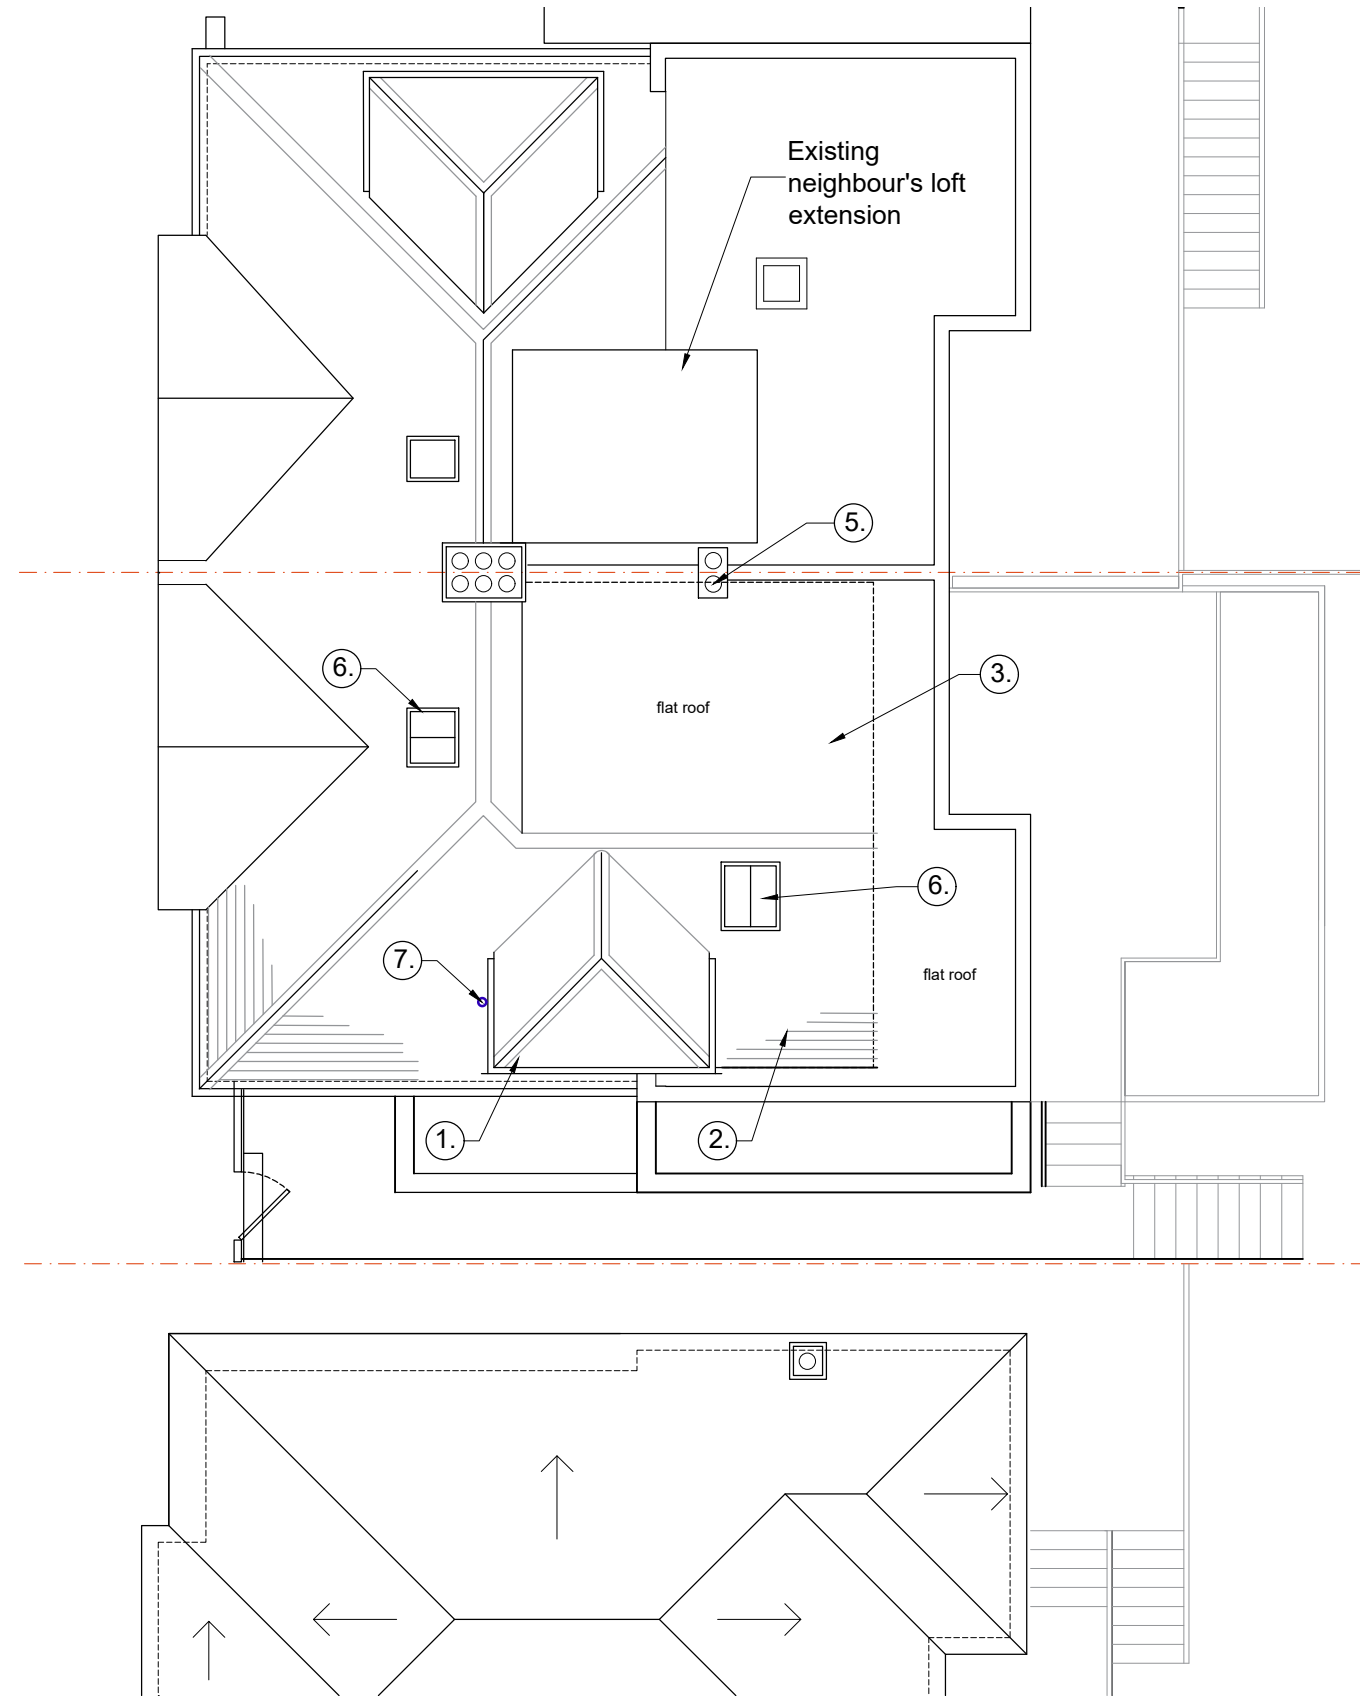 Existing
neighbour's loft
extension
5.
6.
3.
flat roof
6.
7.
flat roof
1.
2.